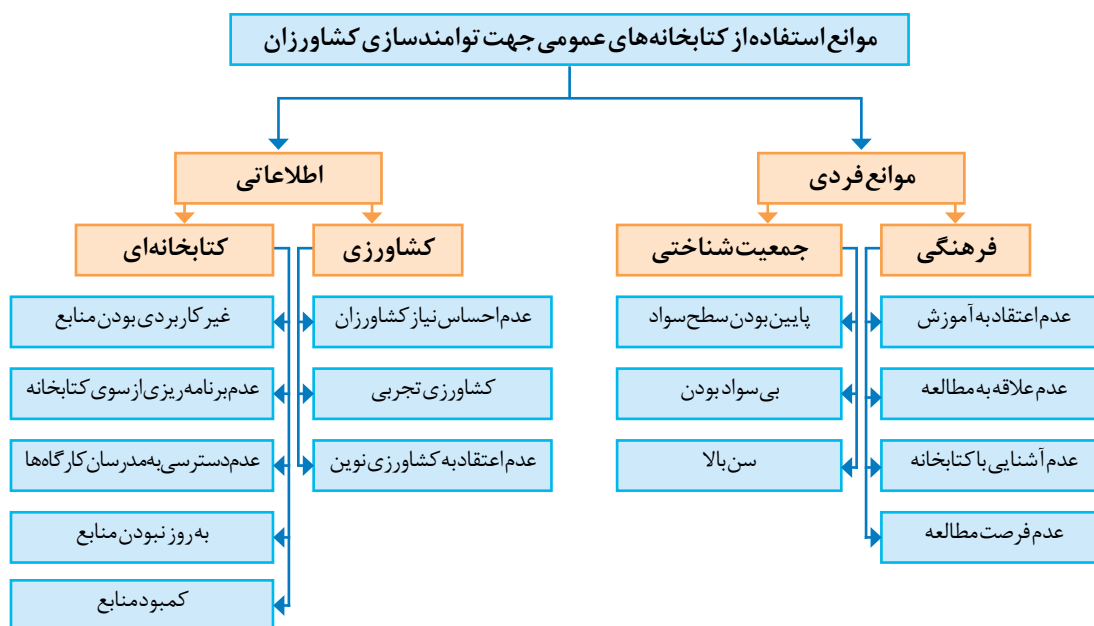 موانع استفاده از کتابخانه‌های عمومی جهت توامندسازی کشاورزان
موانع فردی
اطلاعاتی
فرهنگی
جمعیت شناختی
کشاورزی
کتابخانه‌ای
عدم اعتقاد به آموزش
پایین بودن سطح سواد
عدم احساس نیاز کشاورزان
غیر کاربردی بودن منابع
عدم علاقه به مطالعه
بی سواد بودن
کشاورزی تجربی
عدم برنامه ریزی از سوی کتابخانه
عدم آشنایی با کتابخانه
سن بالا
عدم اعتقاد به کشاورزی نوین
عدم دسترسی به مدرسان کارگاه‌ها
عدم فرصت مطالعه
به روز نبودن منابع
کمبود منابع